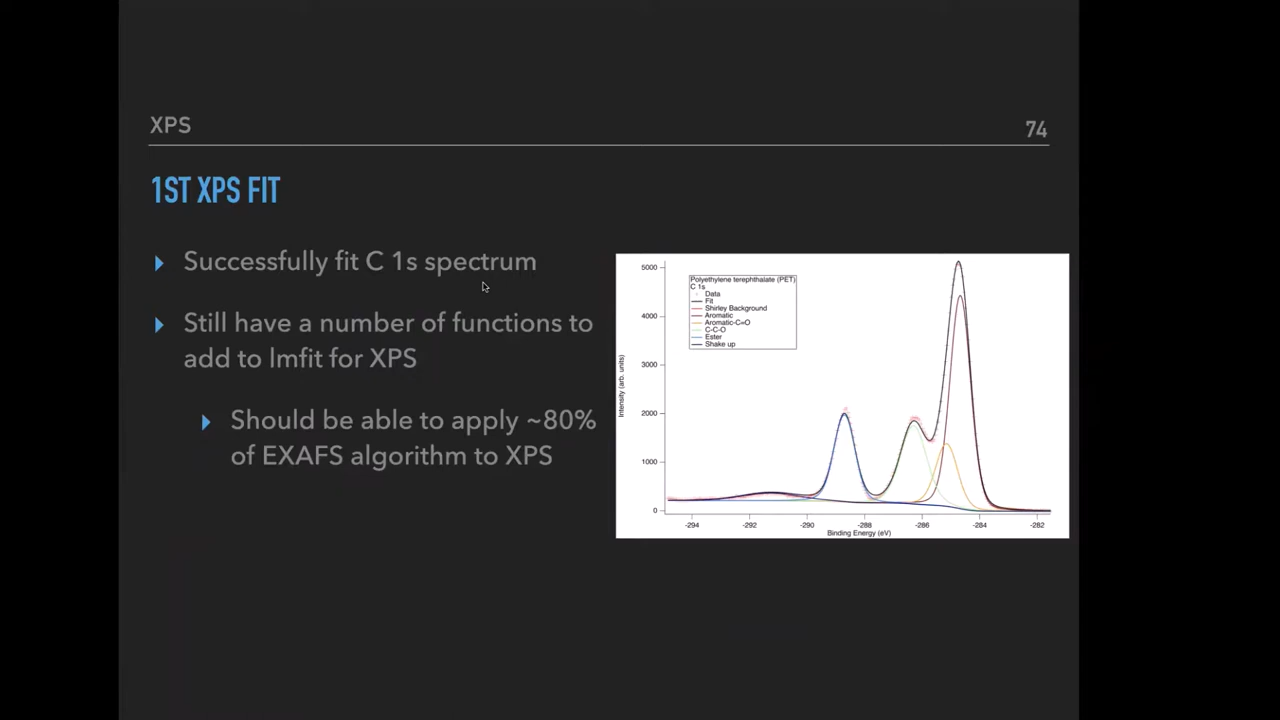 XPS
74
1ST XPS FIT
Successfully fit C 1s spectrum
Still have a number of functions to
add to lmfit for XPS
Should be able to apply ~80%
of EXAFS algorithm to XPS
Polyethylene terephthalate (PET)
C 1s
Data
Fit
Shirley Background
Aromatic
Aromatic-C=O
C-C-O
Ester
Shake up
Intensity (arb. units)
5000
4000
3000
2000
1000
0
-294
-292
-290
-288
-286
-284
-282
Binding Energy (eV)